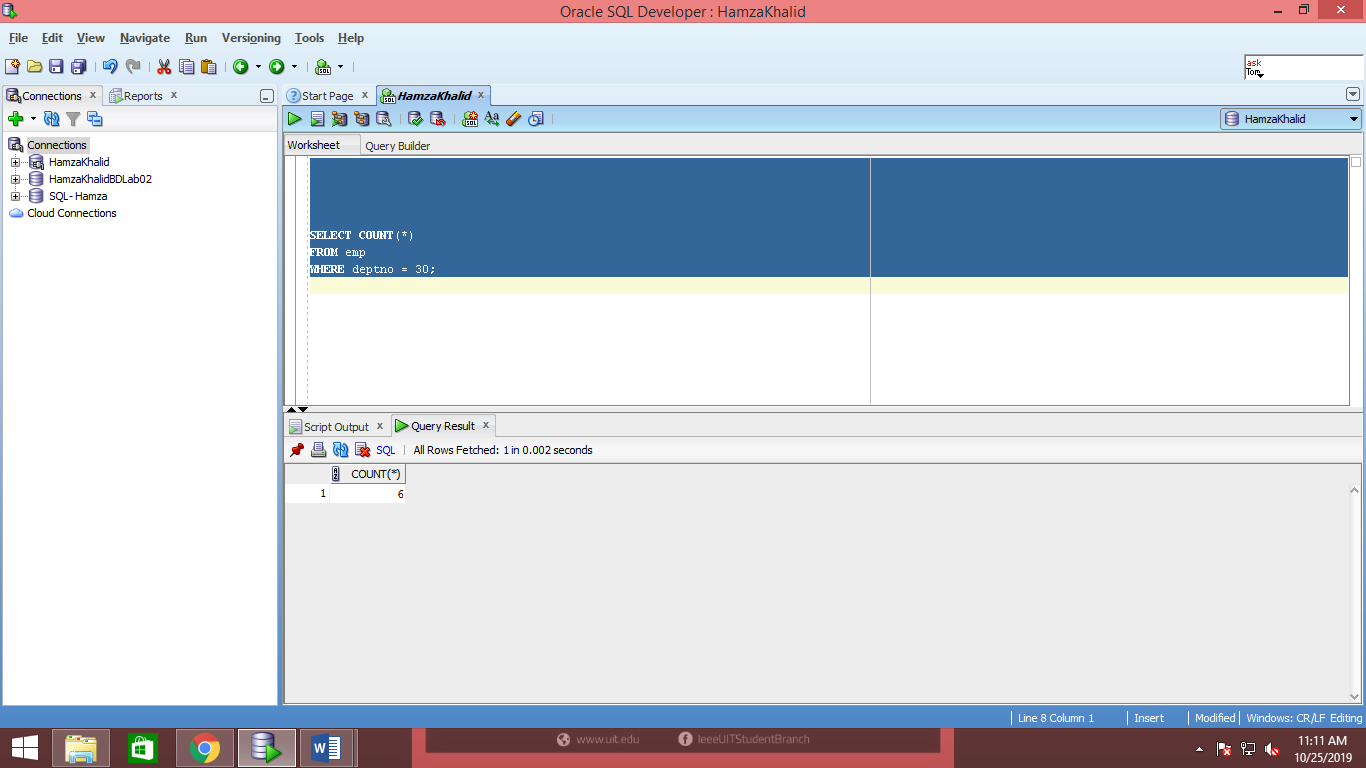 Oracle SQL Developer : HamzaKhalid
File Edit View Navigate Run Versioning Tools Help
ask
Tom
Connections x Reports x
Start Page x HamzaKhalid x
HamzaKhalid
Connections
HamzaKhalid
HamzaKhalidBDLab02
SQL- Hamza
Cloud Connections
Worksheet Query Builder
SELECT COUNT(*)
FROM emp
WHERE deptno = 30;
Script Output x Query Result x
SQL | All Rows Fetched: 1 in 0.002 seconds
COUNT(*)
1 6
Line 8 Column 1 | Insert | Modified | Windows: CR/LF Editing
www.uit.edu IeeeUITStudentBranch
11:11 AM
10/25/2019